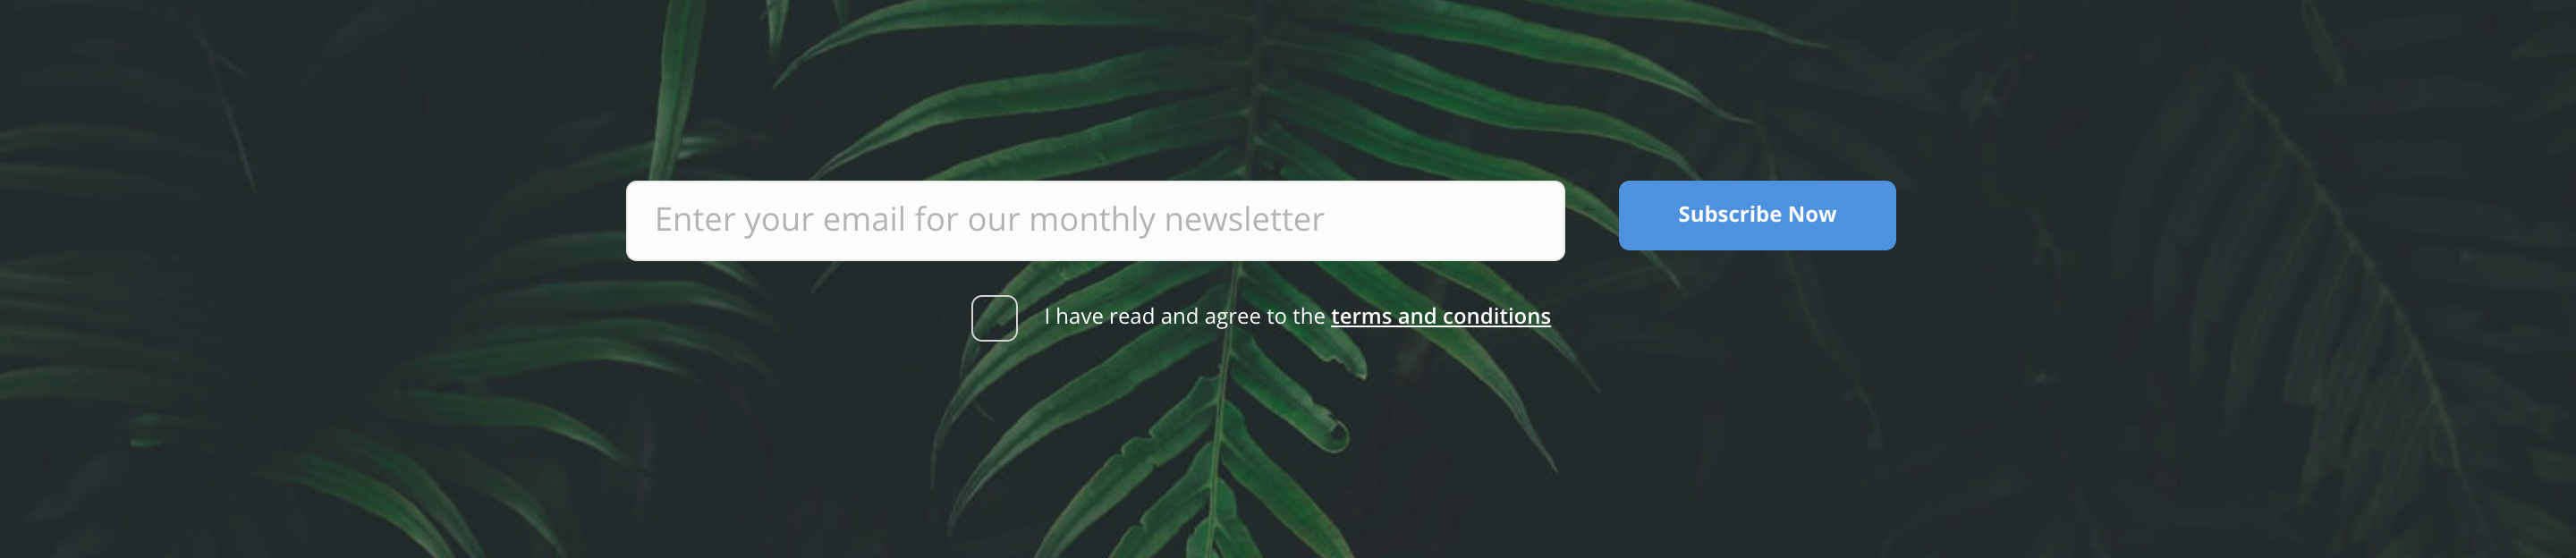 Enter your email for our monthly newsletter
Subscribe Now
I have read and agree to the terms and conditions